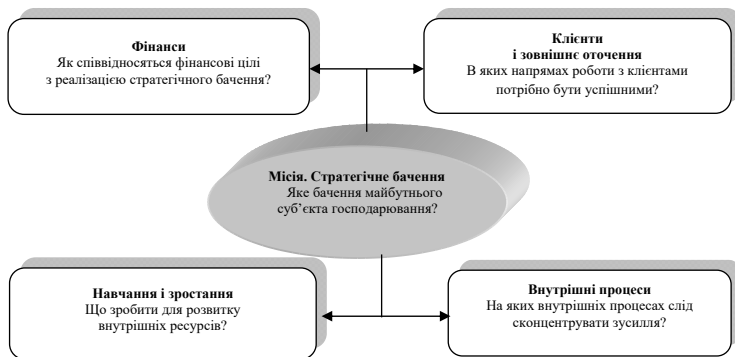 Фінанси
Як співвідносяться фінансові цілі
з реалізацією стратегічного бачення?
Клієнти
і зовнішнє оточення
В яких напрямах роботи з клієнтами
потрібно бути успішними?
Місія. Стратегічне бачення
Яке бачення майбутнього
суб’єкта господарювання?
Навчання і зростання
Що зробити для розвитку
внутрішніх ресурсів?
Внутрішні процеси
На яких внутрішніх процесах слід
сконцентрувати зусилля?